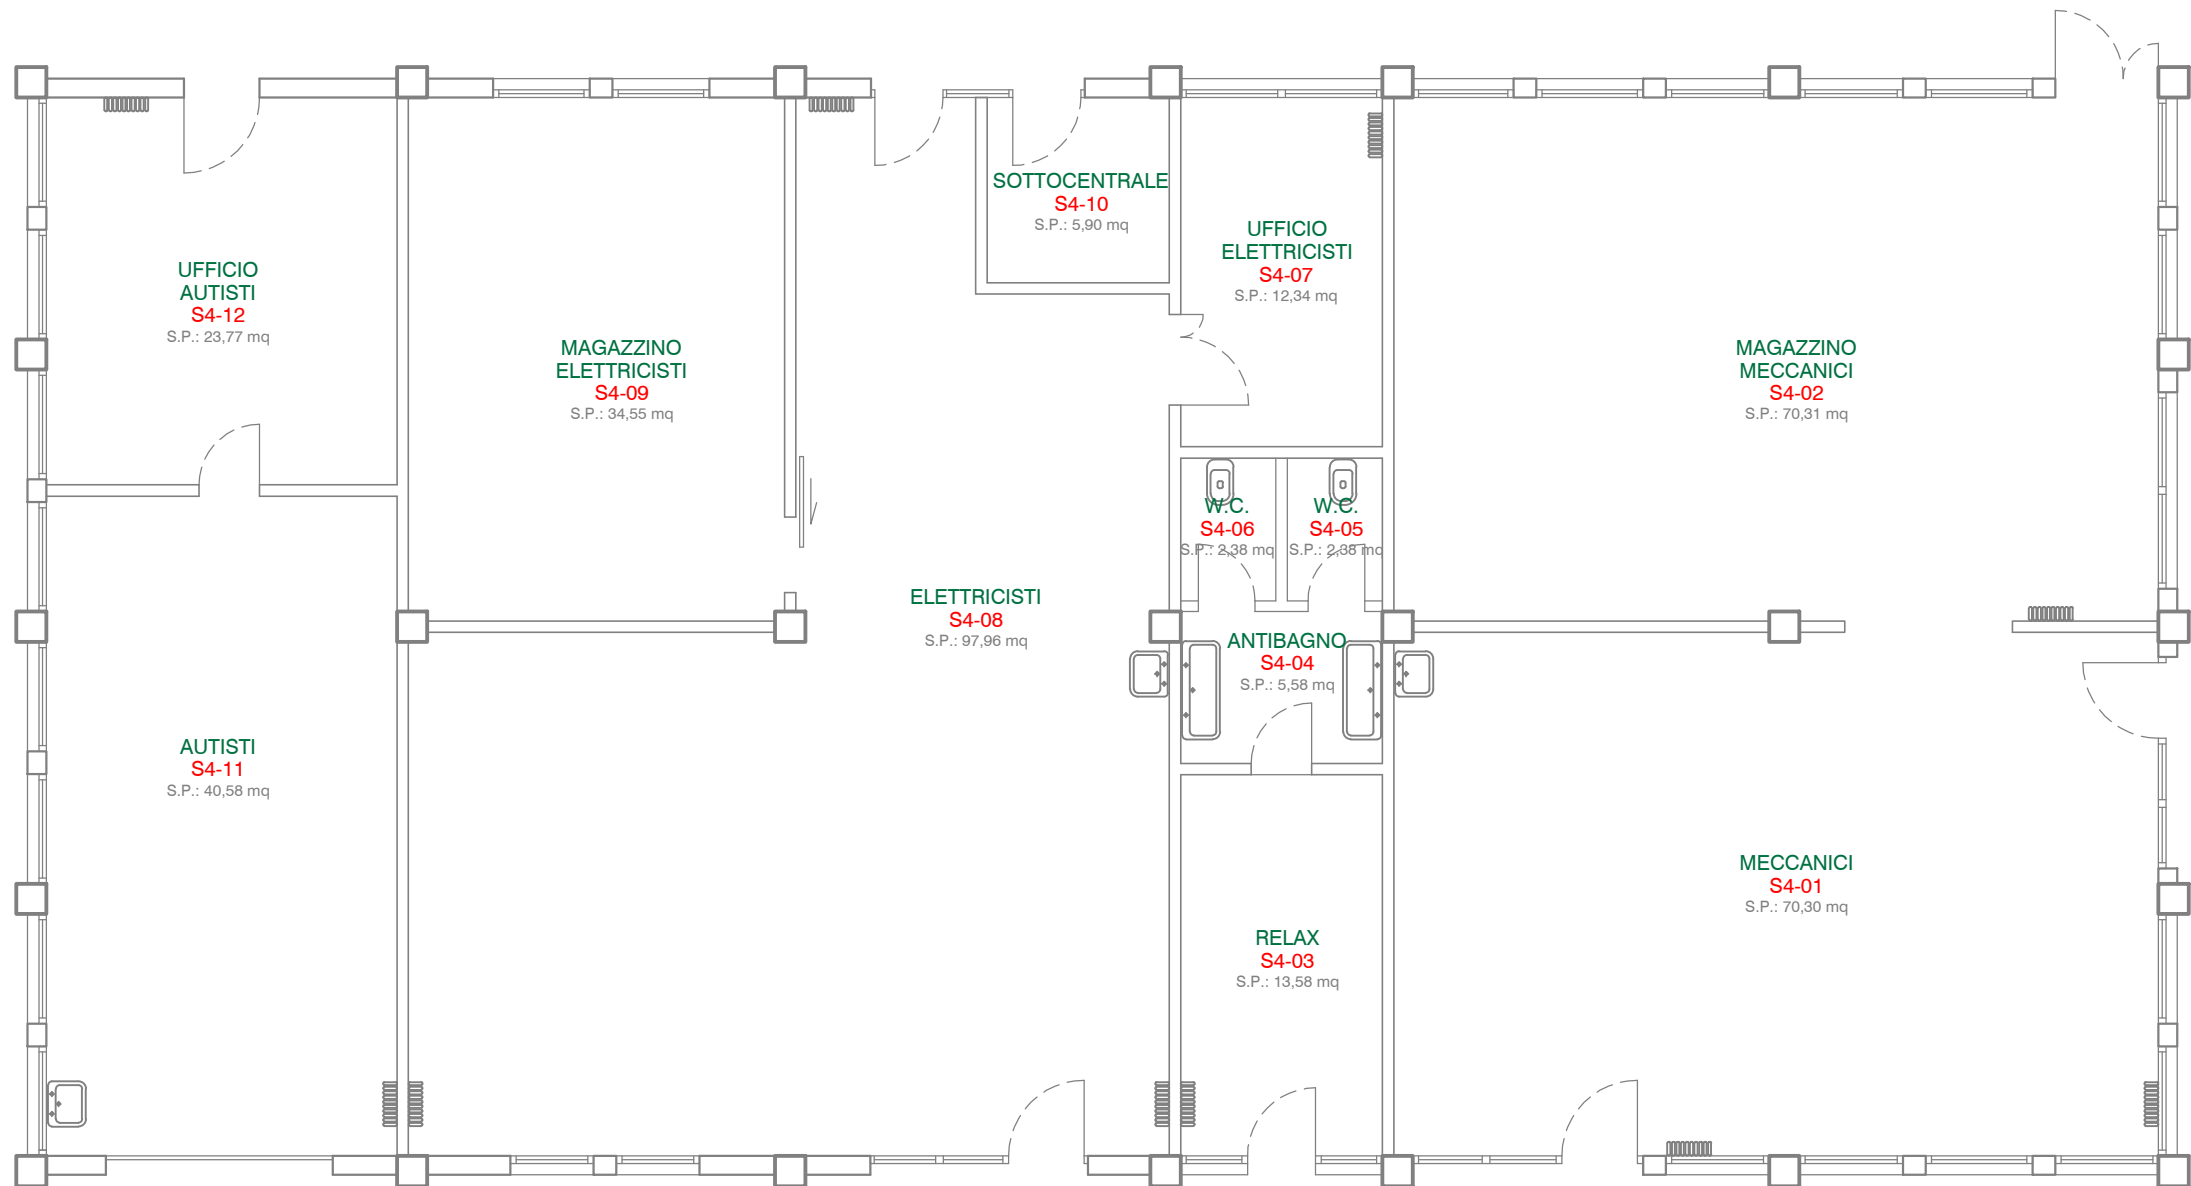 SOTTOCENTRALE
S4-10
S.P.: 5,90 mq
UFFICIO
ELETTRICISTI
S4-07
S.P.: 12,34 mq
UFFICIO
AUTISTI
S4-12
S.P.: 23,77 mq
MAGAZZINO
ELETTRICISTI
S4-09
S.P.: 34,55 mq
MAGAZZINO
MECCANICI
S4-02
S.P.: 70,31 mq
W.C.
S4-06
S.P.: 2,38 mq
W.C.
S4-05
S.P.: 2,38 mq
ELETTRICISTI
S4-08
S.P.: 97,96 mq
ANTIBAGNO
S4-04
S.P.: 5,58 mq
AUTISTI
S4-11
S.P.: 40,58 mq
MECCANICI
S4-01
S.P.: 70,30 mq
RELAX
S4-03
S.P.: 13,58 mq